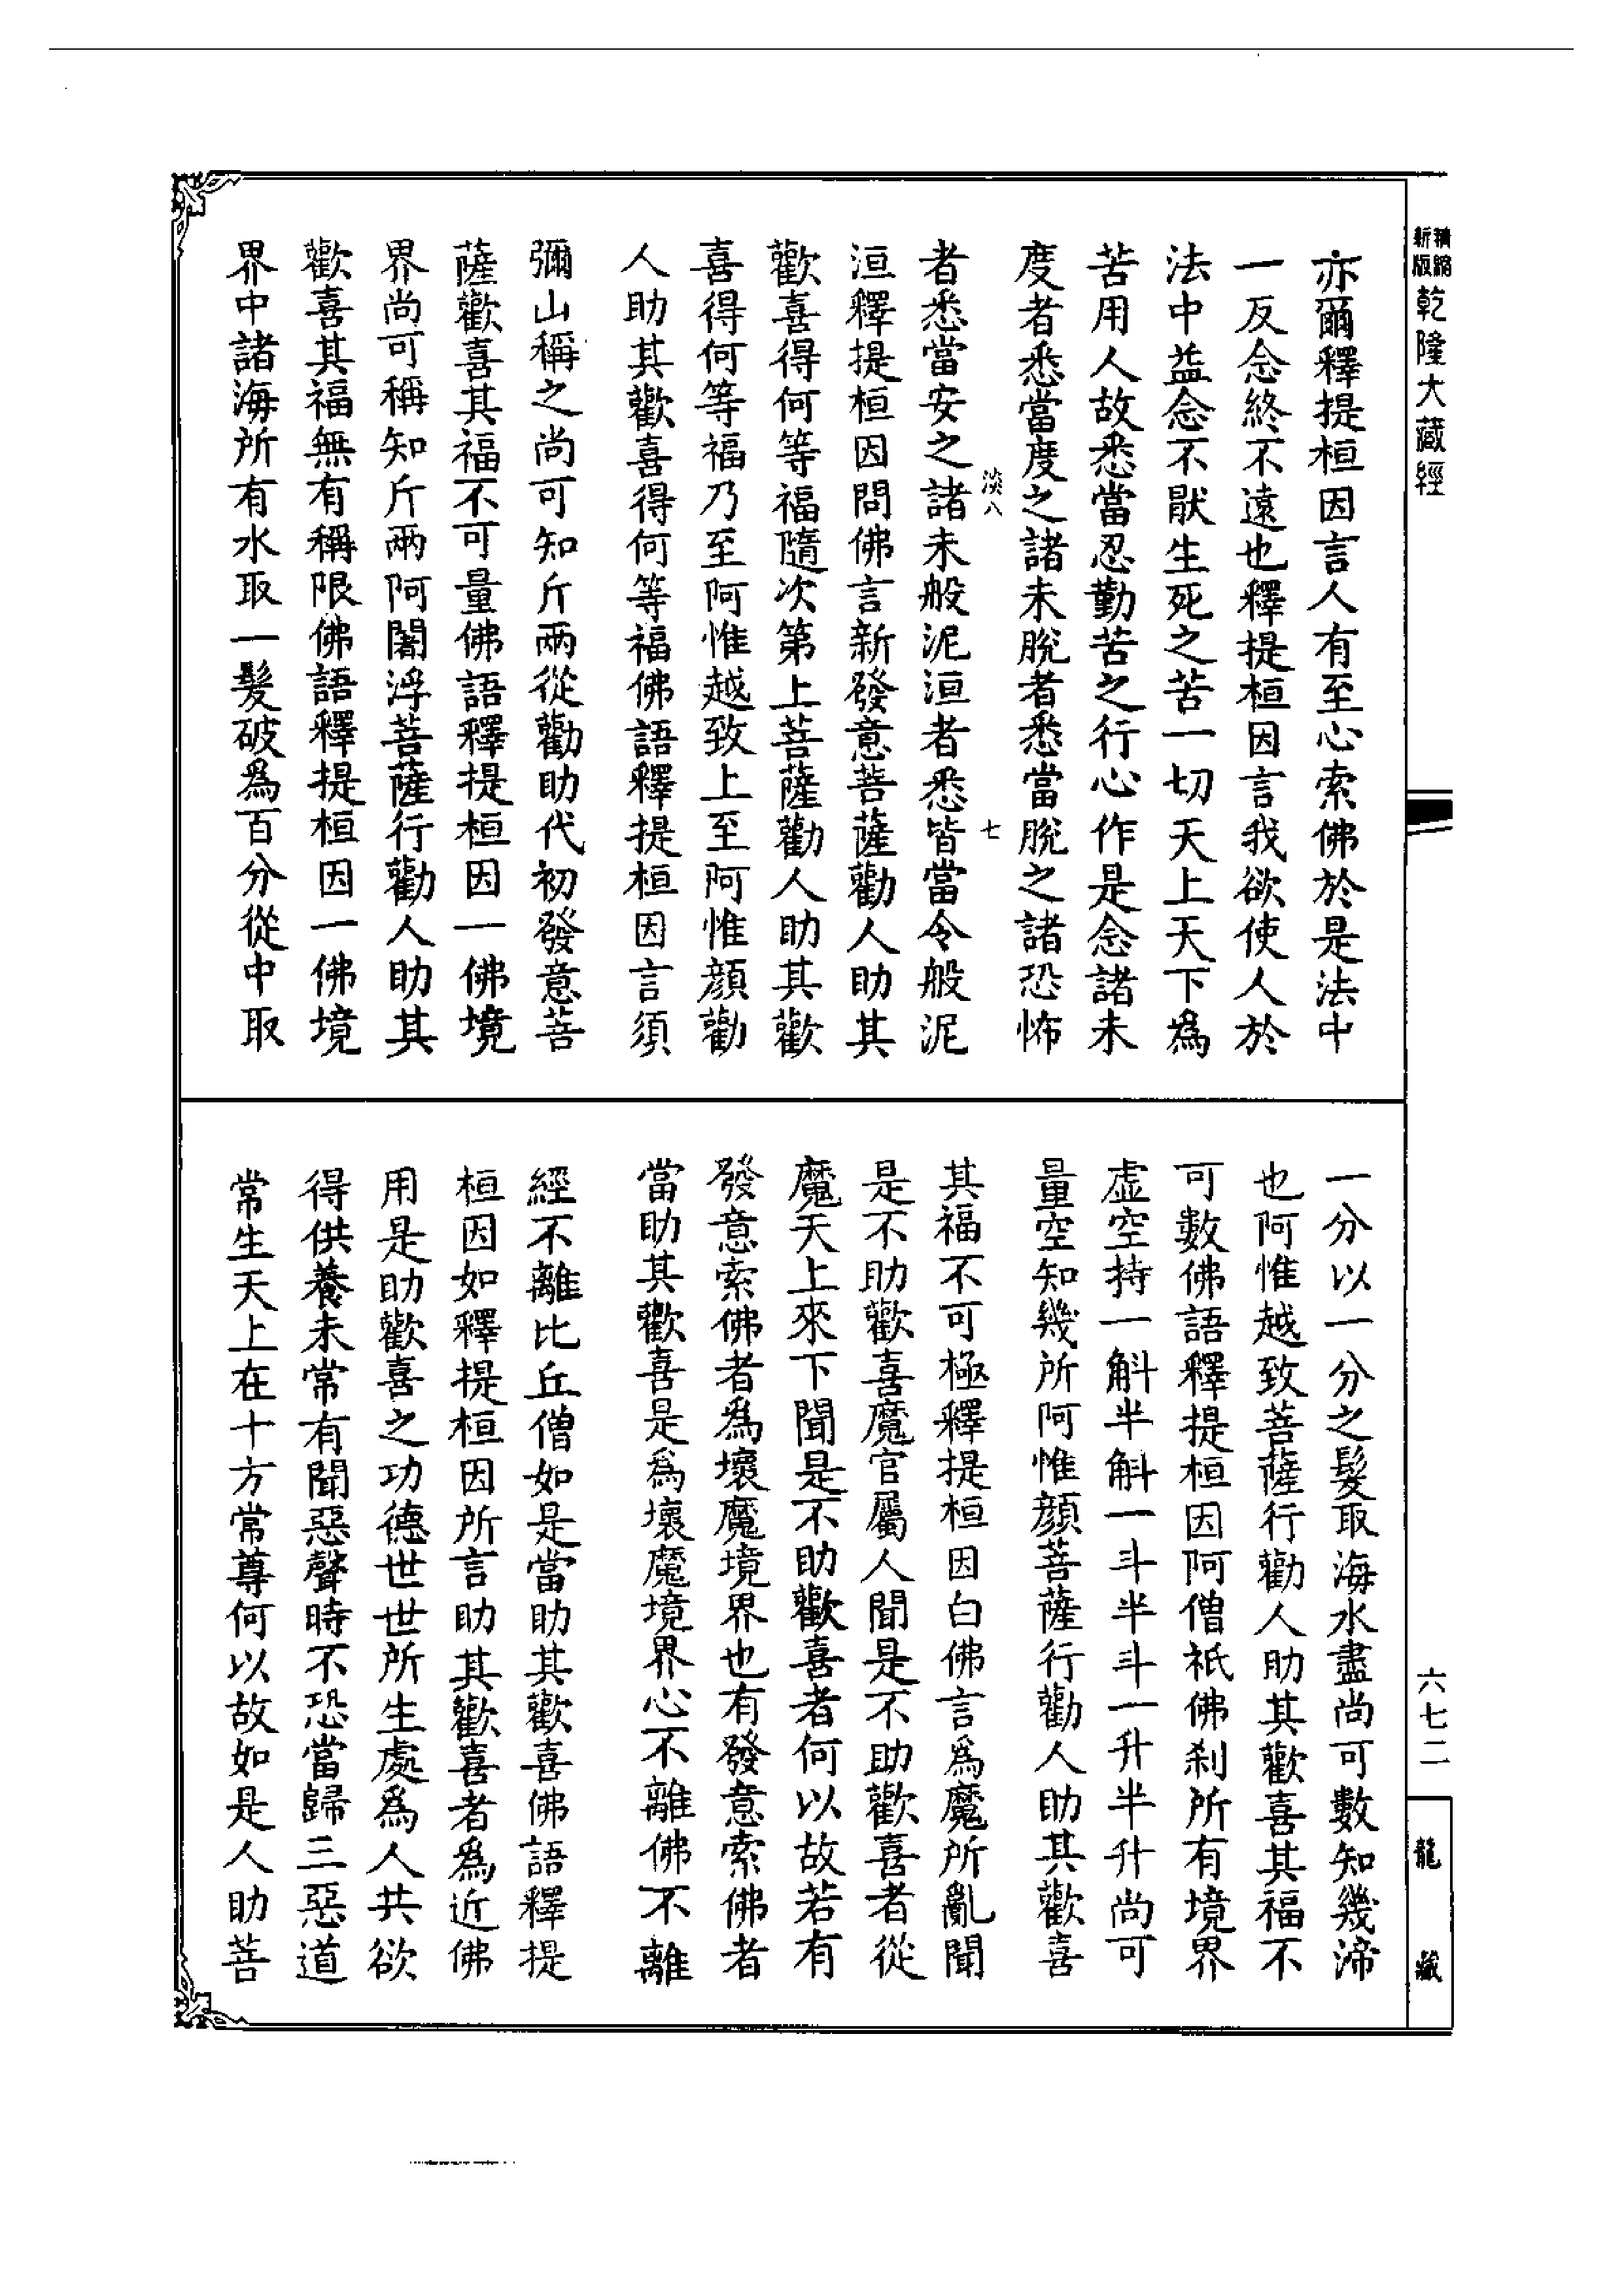 精縮新版乾隆大藏經
六七二
龍藏
亦爾釋提桓因言人有至心索佛於是法中
一反念終不遠也釋提桓因言我欲使人於
法中益念不厭生死之苦一切天上天下為
苦用人故悉當忍勤苦之行心作是念諸未
度者悉當度之諸未脫者悉當脫之諸恐怖
淡八 七
者悉當安之諸未般泥洹者悉皆當令般泥
洹釋提桓因問佛言新發意菩薩勸人助其
歡喜得何等福隨次第上菩薩勸人助其歡
喜得何等福乃至阿惟越致上至阿惟顏勸
人助其歡喜得何等福佛語釋提桓因言須
彌山稱之尚可知斤兩從勸助代初發意菩
薩歡喜其福不可量佛語釋提桓因一佛境
界尚可稱知斤兩阿闍浮菩薩行勸人助其
歡喜其福無有稱限佛語釋提桓因一佛境
界中諸海所有水取一髮破為百分從中取
一分以一分之髮取海水盡尚可數知幾渧
也阿惟越致菩薩行勸人助其歡喜其福不
可數佛語釋提桓因阿僧祇佛剎所有境界
虛空持一斛半斛一斗半斗一升半升尚可
量空知幾所阿惟顏菩薩行勸人助其歡喜
其福不可極釋提桓因白佛言為魔所亂聞
是不助歡喜魔官屬人聞是不助歡喜者從
魔天上來下聞是不助歡喜者何以故若有
發意索佛者為壞魔境界也有發意索佛者
當助其歡喜是為壞魔境界心不離佛不離
經不離比丘僧如是當助其歡喜佛語釋提
桓因如釋提桓因所言助其歡喜者為近佛
用是助歡喜之功德世世所生處為人共欲
得供養未常有聞惡聲時不恐當歸三惡道
常生天上在十方常尊何以故如是人助菩